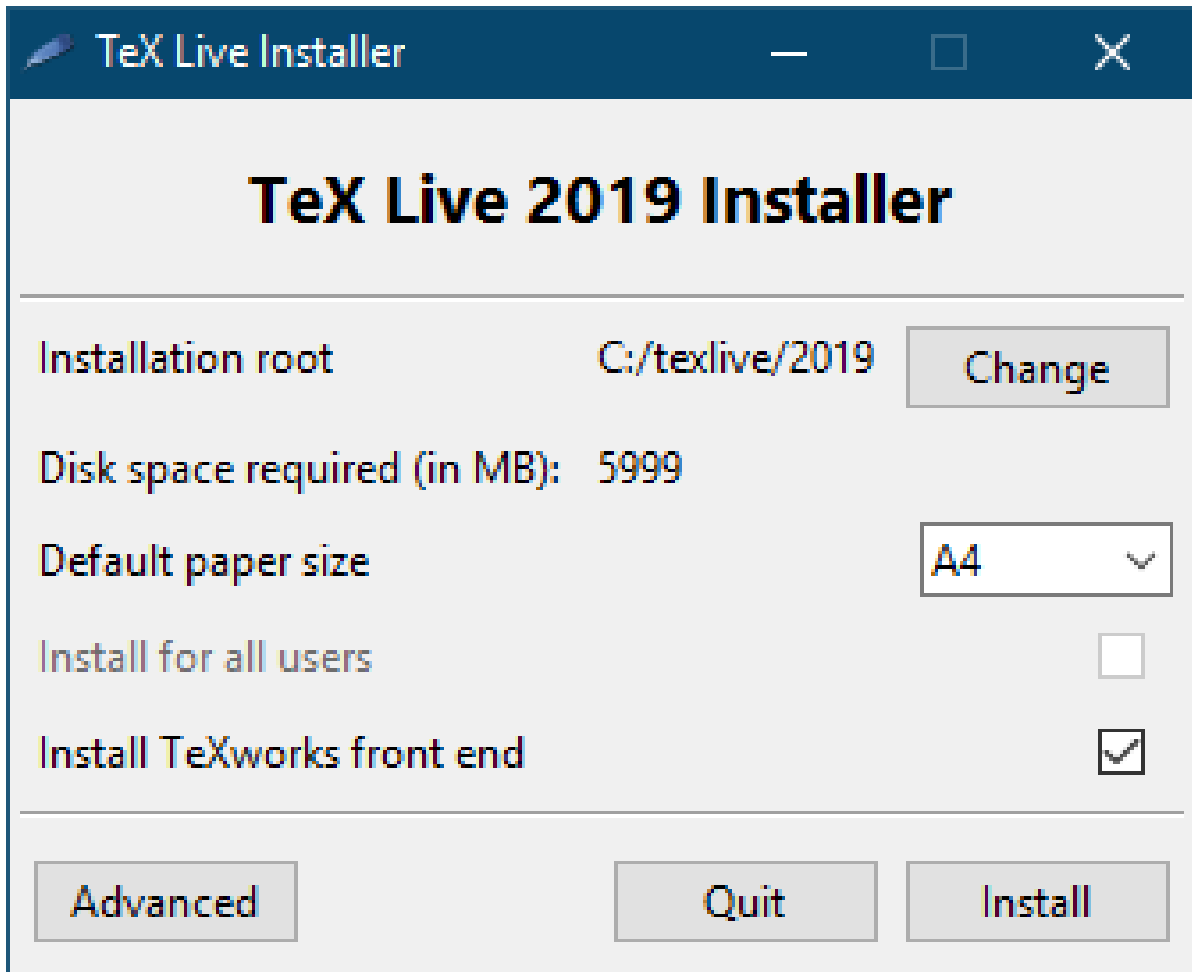 TeX Live Installer
TeX Live 2019 Installer
Installation root C:/texlive/2019 Change
Disk space required (in MB): 5999
Default paper size A4
Install for all users
Install TeXworks front end
Advanced Quit Install